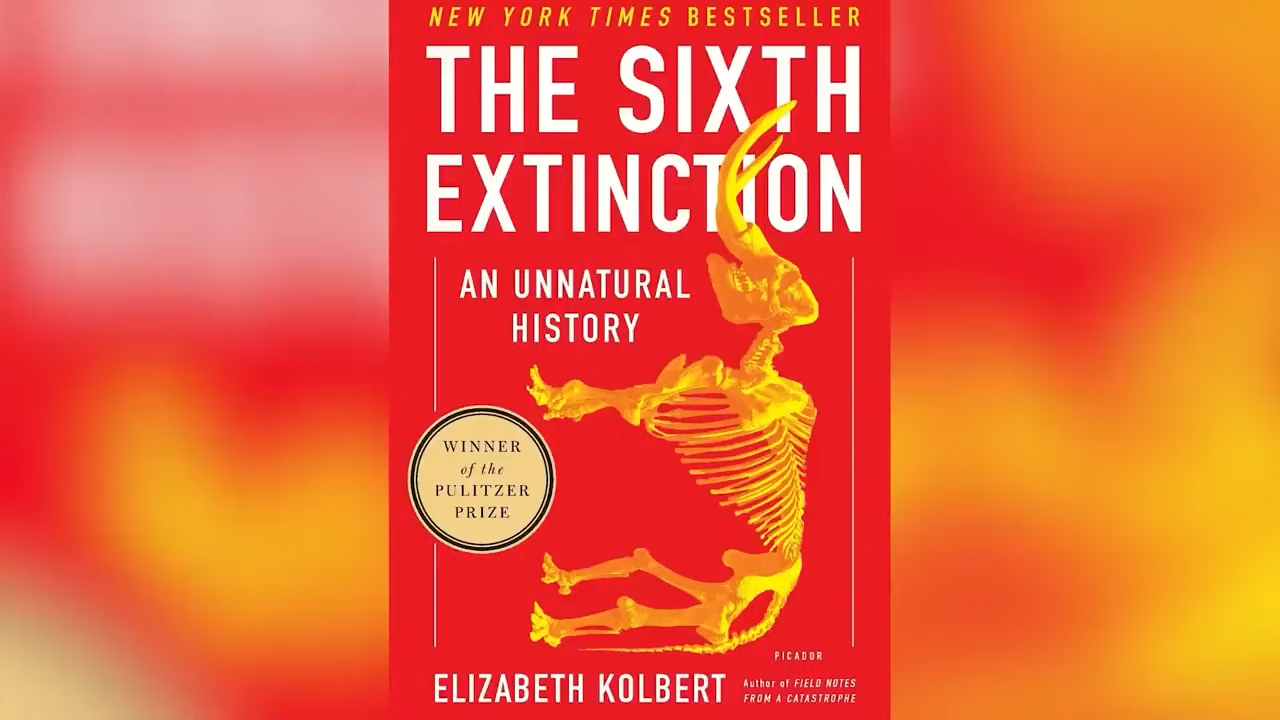 NEW YORK TIMES BESTSELLER
THE SIXTH
EXTINCTION
AN UNNATURAL
HISTORY
WINNER
of the
PULITZER
PRIZE
PICADOR
ELIZABETH KOLBERT
Author of FIELD NOTES
FROM A CATASTROPHE